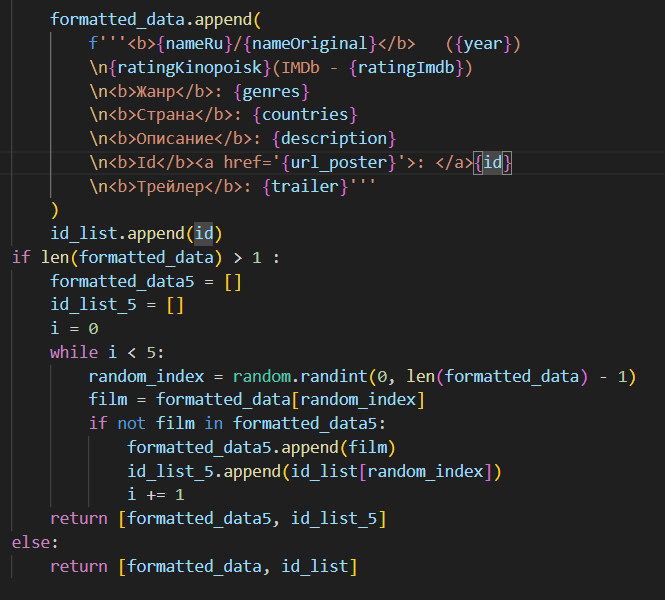 formatted_data.append(
f'''<b>{nameRu}/{nameOriginal}</b>   ({year})
\n{ratingKinopoisk}(IMDb - {ratingImdb})
\n<b>Жанр</b>: {genres}
\n<b>Страна</b>: {countries}
\n<b>Описание</b>: {description}
\n<b>Id</b><a href='{url_poster}'>: </a>{id}
\n<b>Трейлер</b>: {trailer}'''
)
id_list.append(id)
if len(formatted_data) > 1 :
formatted_data5 = []
id_list_5 = []
i = 0
while i < 5:
random_index = random.randint(0, len(formatted_data) - 1)
film = formatted_data[random_index]
if not film in formatted_data5:
formatted_data5.append(film)
id_list_5.append(id_list[random_index])
i += 1
return [formatted_data5, id_list_5]
else:
return [formatted_data, id_list]